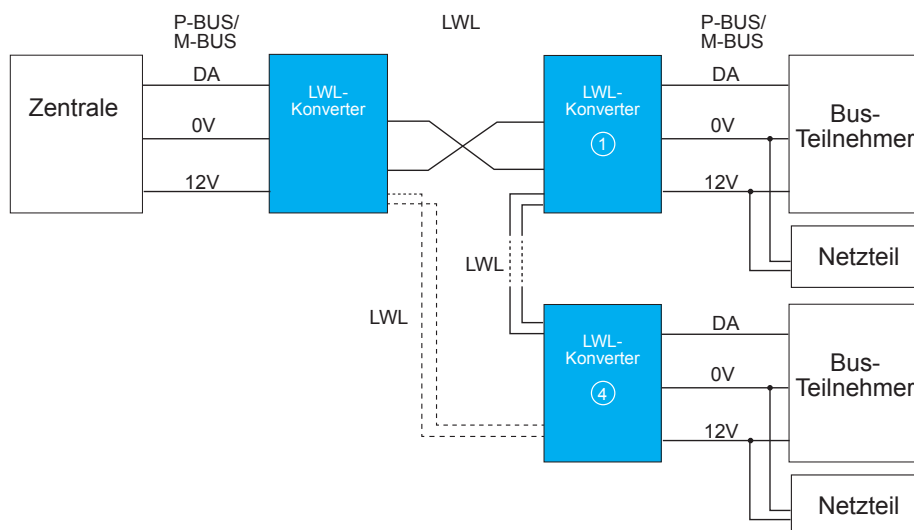 P-BUS/
M-BUS
LWL
P-BUS/
M-BUS
Zentrale
DA
0V
12V
LWL-
Konverter
LWL-
Konverter
1
DA
0V
12V
Bus-
Teilnehmer
Netzteil
LWL
LWL
LWL-
Konverter
4
DA
0V
12V
Bus-
Teilnehmer
Netzteil